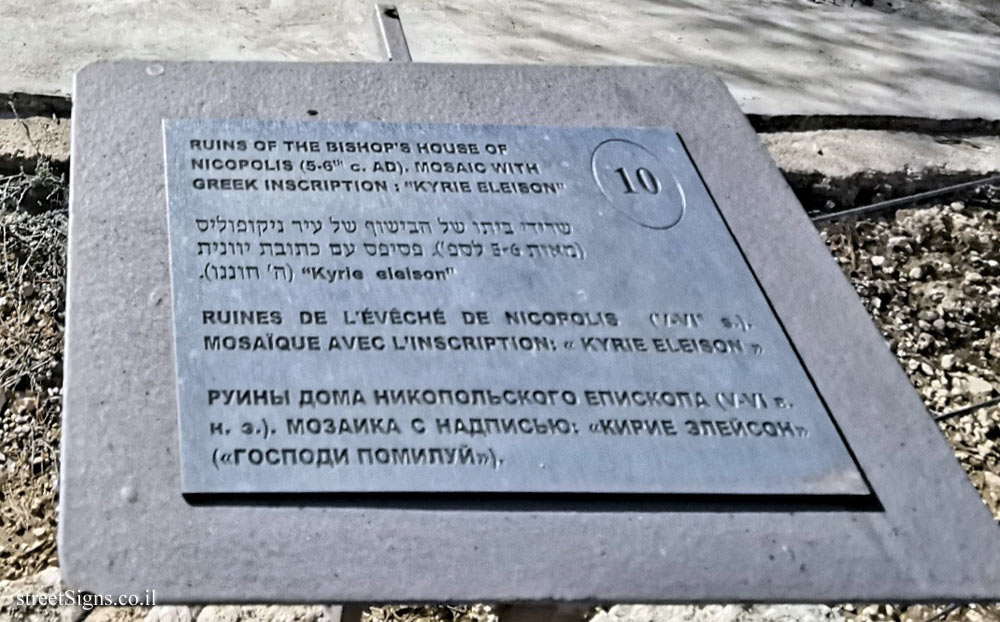 RUINS OF THE BISHOP'S HOUSE OF
NICOPOLIS (5-6th c. AD). MOSAIC WITH
GREEK INSCRIPTION : "KYRIE ELEISON"
10
שרידי ביתו של הבישוף של עיר ניקופוליס
(מאות 5-6 לספ'). פסיפס עם כתובת יוונית
"Kyrie eleison" (ה' חוננו).
RUINES DE L'ÉVÊCHÉ DE NICOPOLIS (V-VIe s.).
MOSAÏQUE AVEC L'INSCRIPTION: « KYRIE ELEISON »
РУИНЫ ДОМА НИКОПОЛЬСКОГО ЕПИСКОПА (V-VI в.
н. э.). МОЗАИКА С НАДПИСЬЮ: «КИРИЕ ЭЛЕЙСОН»
(«ГОСПОДИ ПОМИЛУЙ»).
streetSigns.co.il